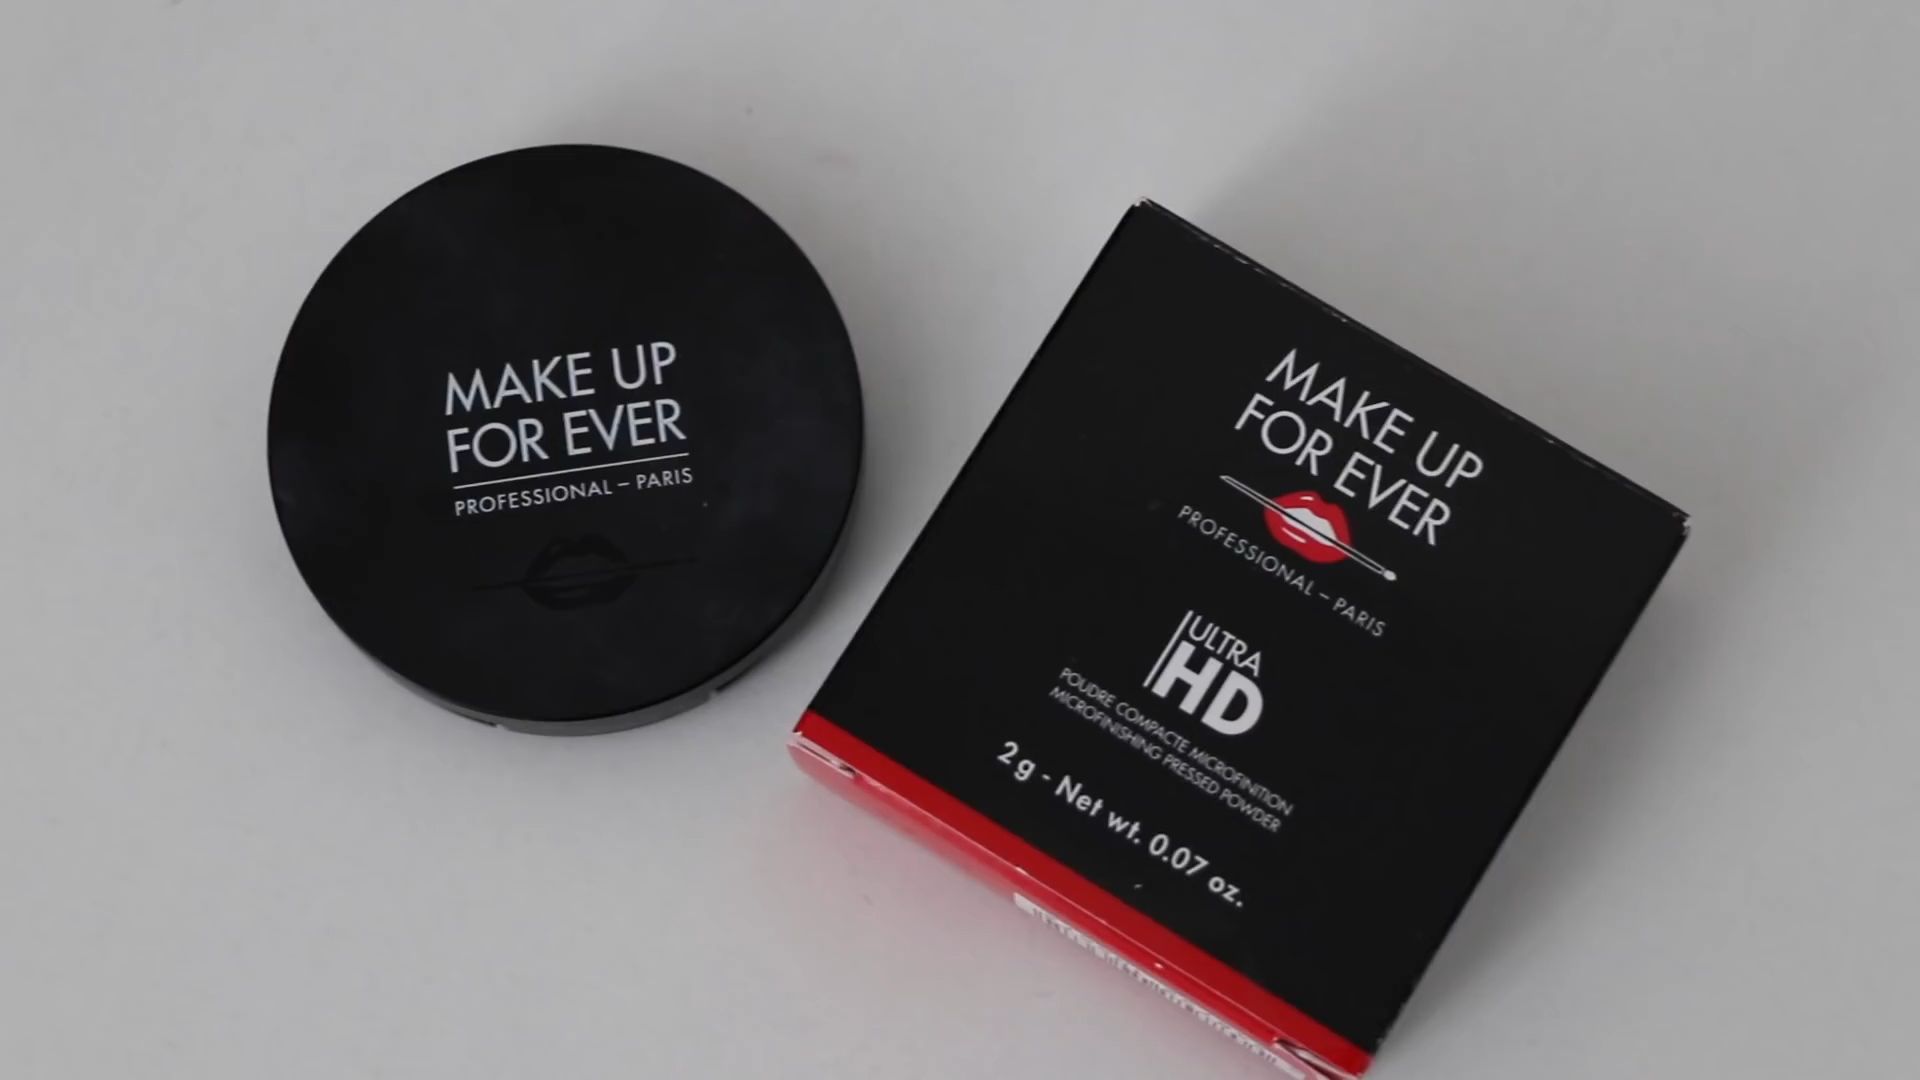 MAKE UP
FOR EVER
PROFESSIONAL – PARIS
MAKE UP
FOR EVER
PROFESSIONAL – PARIS
ULTRA
HD
POUDRE COMPACTE MICROFINITION
MICROFINISHING PRESSED POWDER
2 g - Net wt. 0.07 oz.